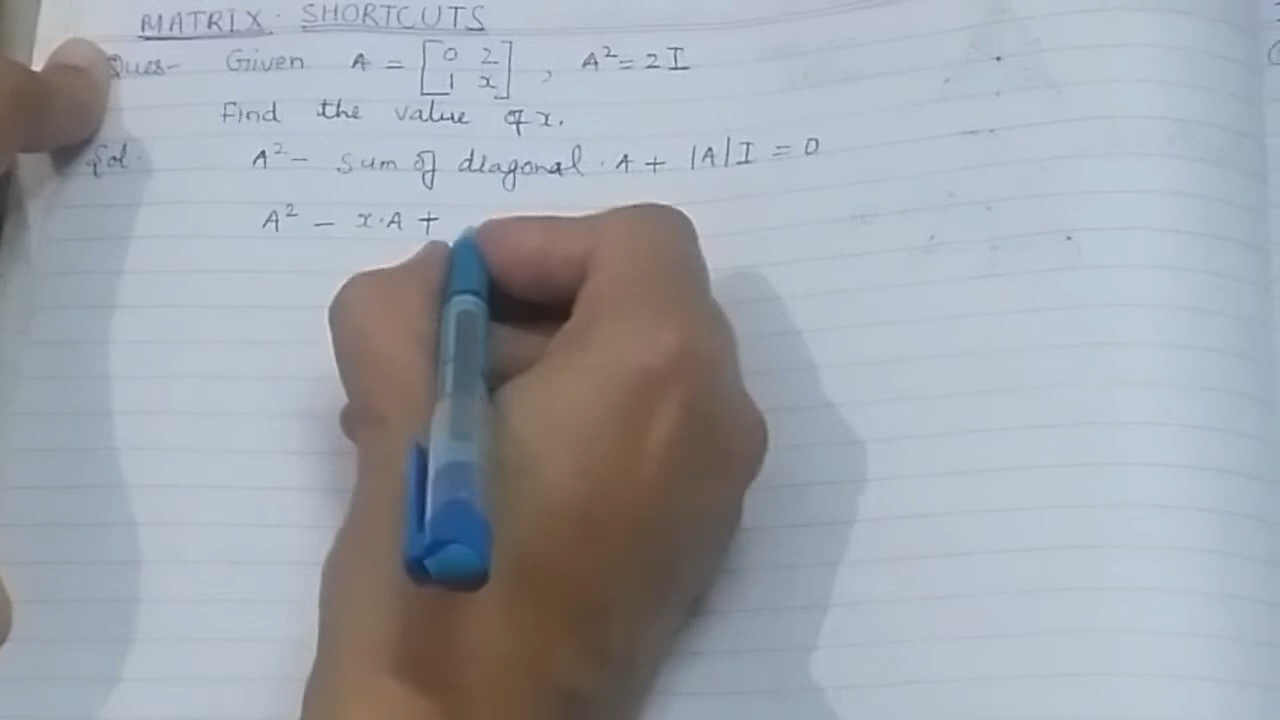 MATRIX SHORTCUTS
Ques- Given A = [0 2 1 x] , A² = 2I
Find the value of x.
Sol. A² - sum of diagonal · A + |A| I = 0
A² - x·A +